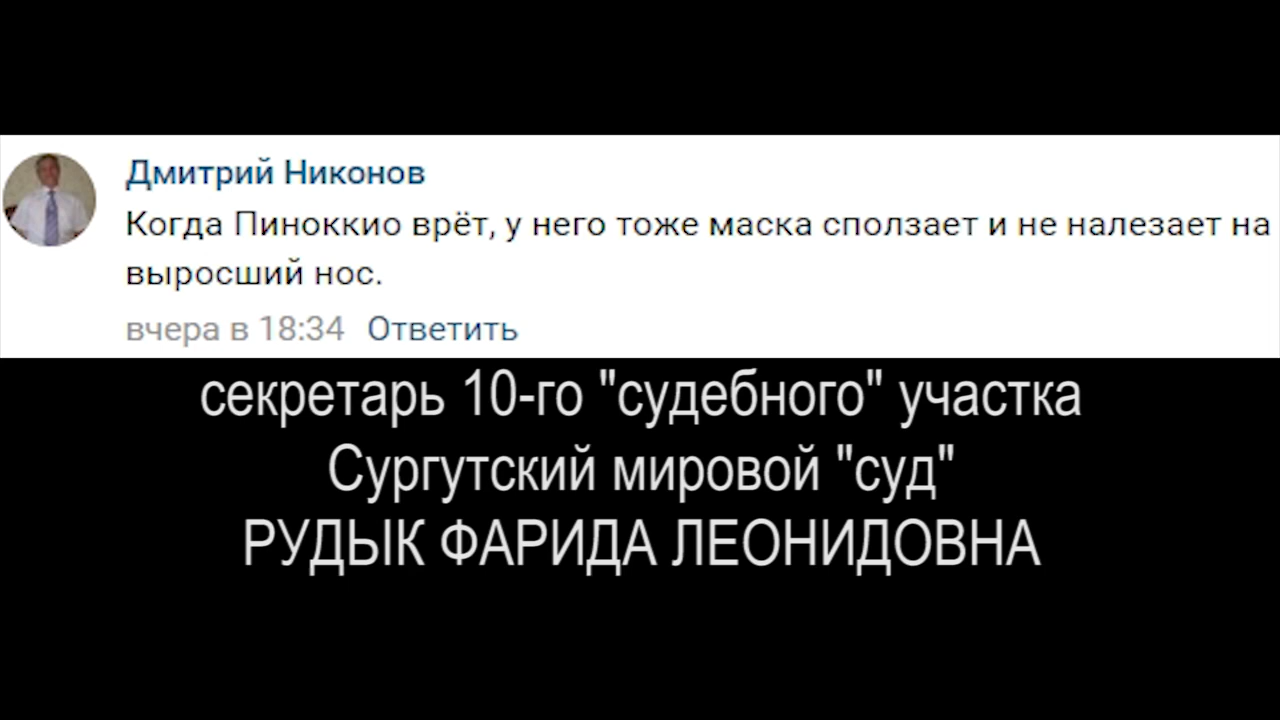 Дмитрий Никонов
Когда Пиноккио врёт, у него тоже маска сползает и не налезает на
выросший нос.
вчера в 18:34 Ответить
секретарь 10-го "судебного" участка
Сургутский мировой "суд"
РУДЫК ФАРИДА ЛЕОНИДОВНА